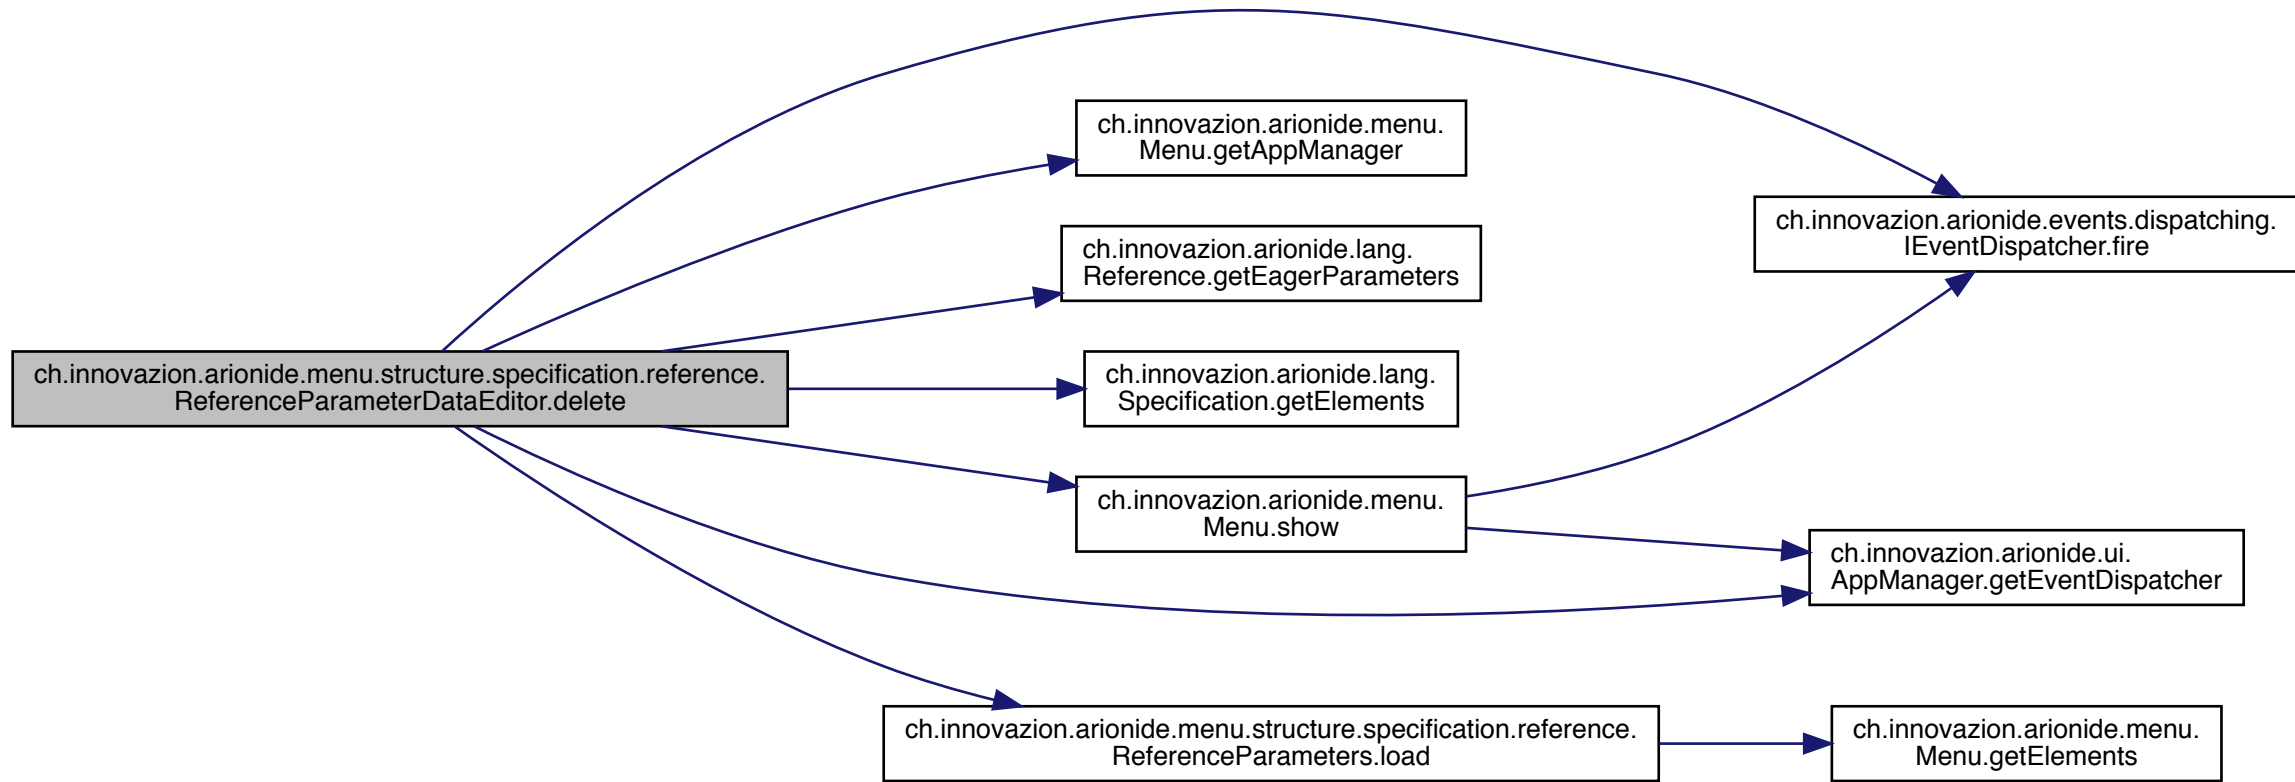 ch.innovazion.arionide.menu.structure.specification.reference.
ReferenceParameterDataEditor.delete
ch.innovazion.arionide.menu.
Menu.getAppManager
ch.innovazion.arionide.lang.
Reference.getEagerParameters
ch.innovazion.arionide.lang.
Specification.getElements
ch.innovazion.arionide.menu.
Menu.show
ch.innovazion.arionide.menu.structure.specification.reference.
ReferenceParameters.load
ch.innovazion.arionide.events.dispatching.
IEventDispatcher.fire
ch.innovazion.arionide.ui.
AppManager.getEventDispatcher
ch.innovazion.arionide.menu.
Menu.getElements